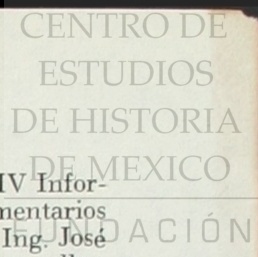 CENTRO DE
ESTUDIOS
DE HISTORIA
DE MEXICO
IV Infor-
mentarios
FUNDACIÓN
Ing. José